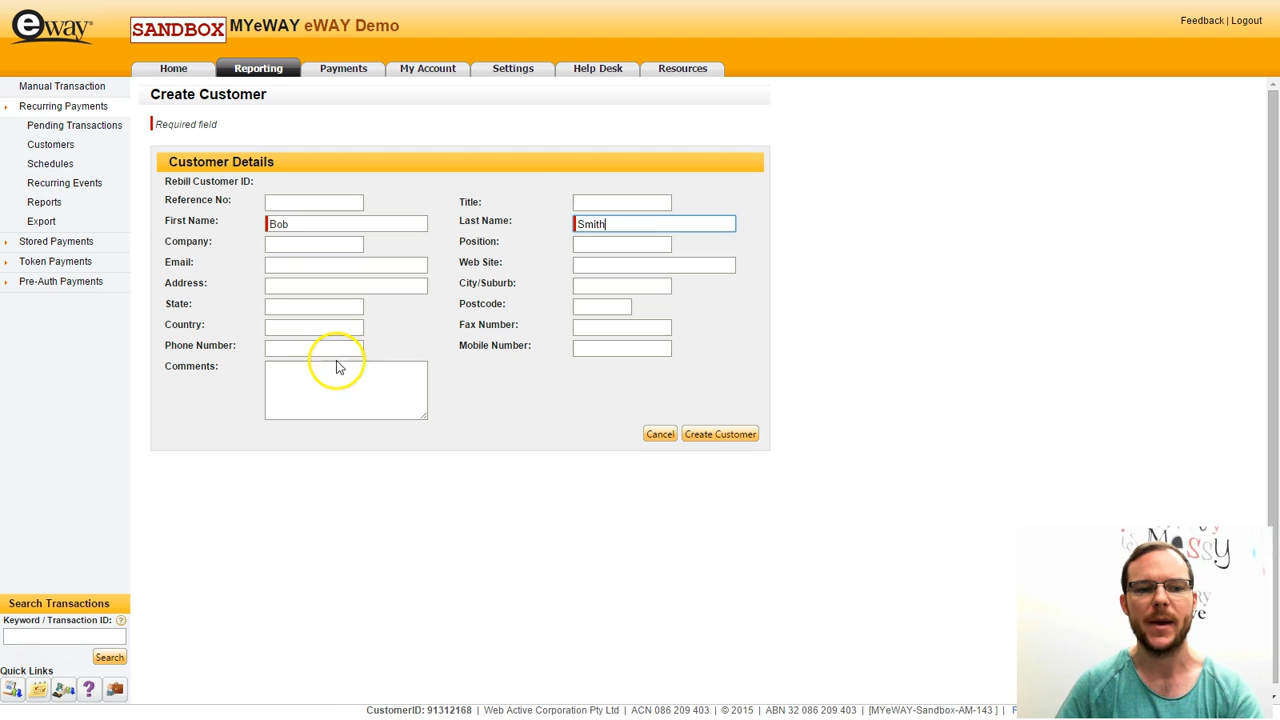 eway
SANDBOX
MYeWAY eWAY Demo
Feedback | Logout
Home
Reporting
Payments
My Account
Settings
Help Desk
Resources
Manual Transaction
Recurring Payments
Pending Transactions
Customers
Schedules
Recurring Events
Reports
Export
Stored Payments
Token Payments
Pre-Auth Payments
Create Customer
Required field
Customer Details
Rebill Customer ID:
Reference No:
Title:
First Name: Bob
Last Name: Smith
Company:
Position:
Email:
Web Site:
Address:
City/Suburb:
State:
Postcode:
Country:
Fax Number:
Phone Number:
Mobile Number:
Comments:
Cancel
Create Customer
Search Transactions
Keyword / Transaction ID: ?
Search
Quick Links
?
is Messy
CustomerID: 91312168 | Web Active Corporation Pty Ltd | ACN 086 209 403 | © 2015 | ABN 32 086 209 403 | [MYeWAY-Sandbox-AM-143 ] |